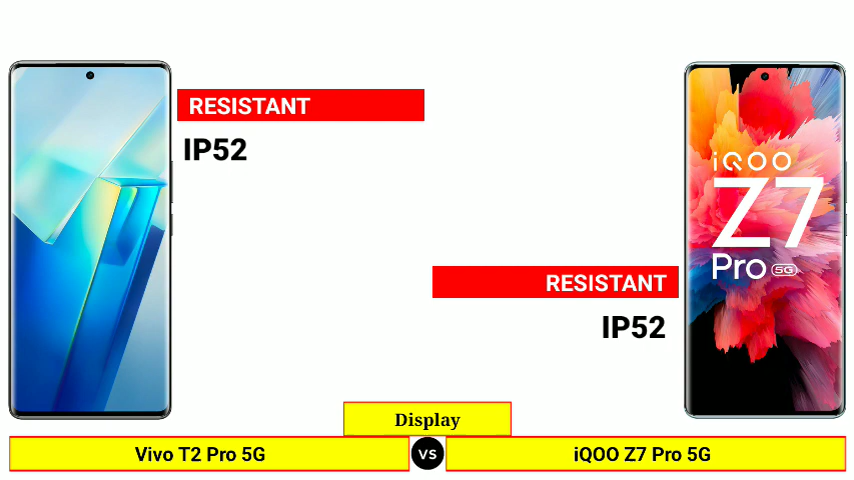 RESISTANT
IP52
iQOO
Z7
Pro 5G
RESISTANT
IP52
Display
Vivo T2 Pro 5G
VS
iQOO Z7 Pro 5G